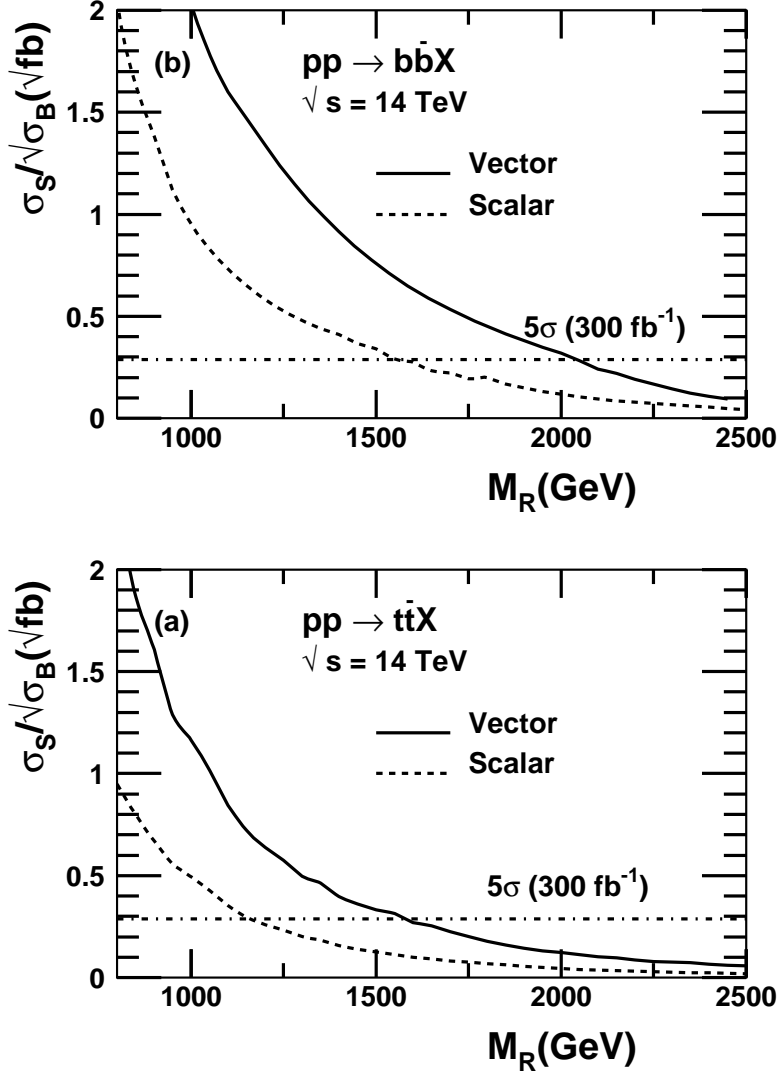 σS/√σB(√fb)
2
(b)
pp → bb̄X
√ s = 14 TeV
1.5
Vector
Scalar
1
0.5
5σ (300 fb-1)
0
1000 1500 2000 2500
MR(GeV)
σS/√σB(√fb)
2
(a)
pp → tt̄X
√ s = 14 TeV
1.5
Vector
Scalar
1
0.5
5σ (300 fb-1)
0
1000 1500 2000 2500
MR(GeV)